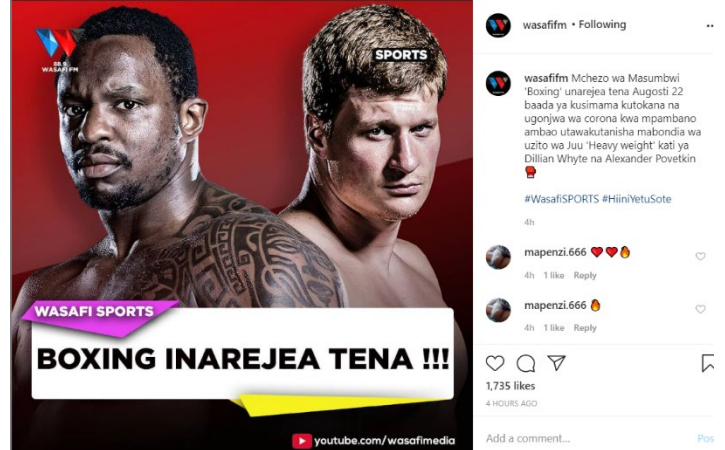 88.9
WASAFI FM
SPORTS
WASAFI SPORTS
BOXING INAREJEA TENA !!!
youtube.com/wasafimedia
wasafifm • Following
wasafifm Mchezo wa Masumbwi
'Boxing' unarejea tena Augosti 22
baada ya kusimama kutokana na
ugonjwa wa corona kwa mpambano
ambao utawakutanisha mabondia wa
uzito wa Juu 'Heavy weight' kati ya
Dillian Whyte na Alexander Povetkin
#WasafiSPORTS #HiiniYetuSote
4h
mapenzi.666
4h 1 like Reply
mapenzi.666
4h 1 like Reply
1,735 likes
4 HOURS AGO
Add a comment...
Pos